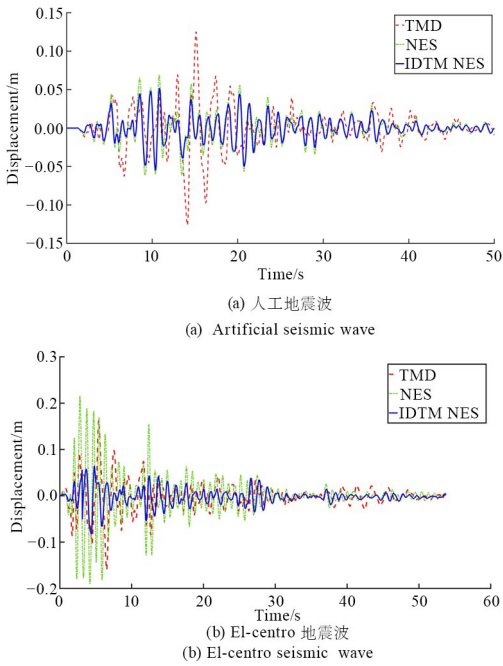 0.15
0.10
0.05
0.00
−0.05
−0.10
−0.15
Displacement/m
TMD
NES
IDTM NES
0 10 20 30 40 50
Time/s
(a) 人工地震波
(a) Artificial seismic wave
0.3
0.2
0.1
0.0
−0.1
−0.2
Displacement/m
TMD
NES
IDTM NES
0 10 20 30 40 50 60
Time/s
(b) El-centro 地震波
(b) El-centro seismic wave